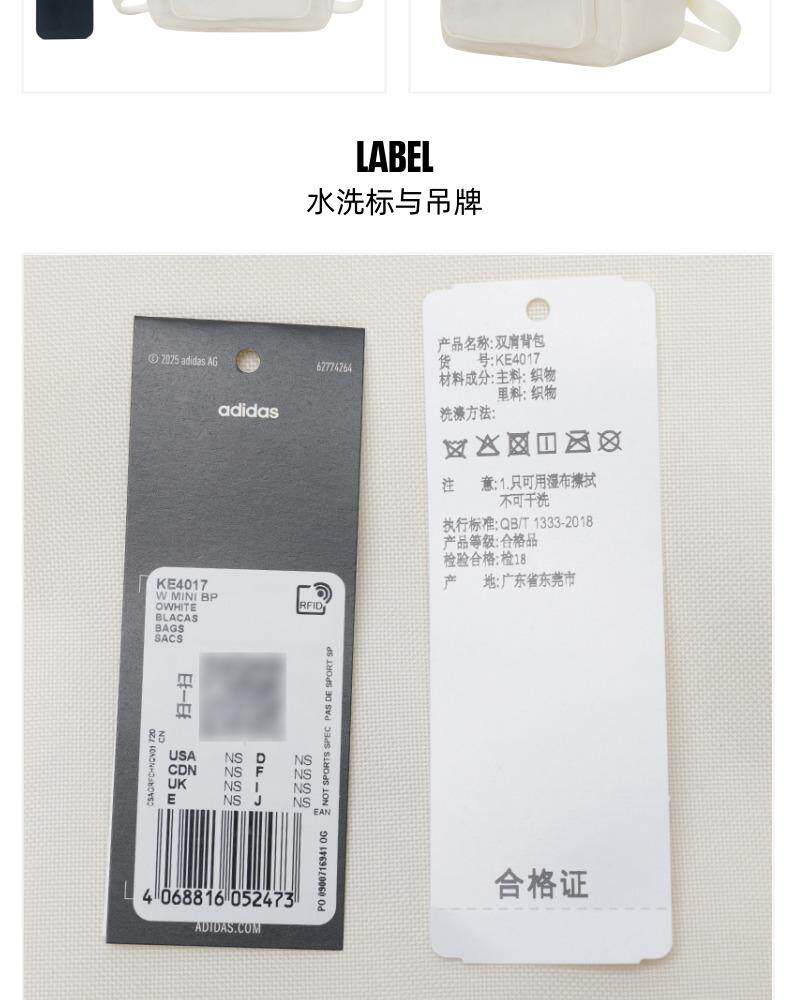 LABEL
水洗标与吊牌
© 2025 adidas AG
62774264
adidas
KE4017
W MINI BP
OWHITE
BLACAS
BAGS
SACS
RFID
扫一扫
NOT SPORTS SPEC PAS DE SPORT SP
CN
USA NS D NS
CDN NS F NS
UK NS I NS
E NS J NS
EAN
4 068816 052473
PO 0900716941 OG
ADIDAS.COM
产品名称:双肩背包
货 号:KE4017
材料成分:主料: 织物
里料: 织物
洗涤方法:
注 意:1.只可用湿布擦拭
不可干洗
执行标准:QB/T 1333-2018
产品等级:合格品
检验合格:检18
产 地:广东省东莞市
合格证